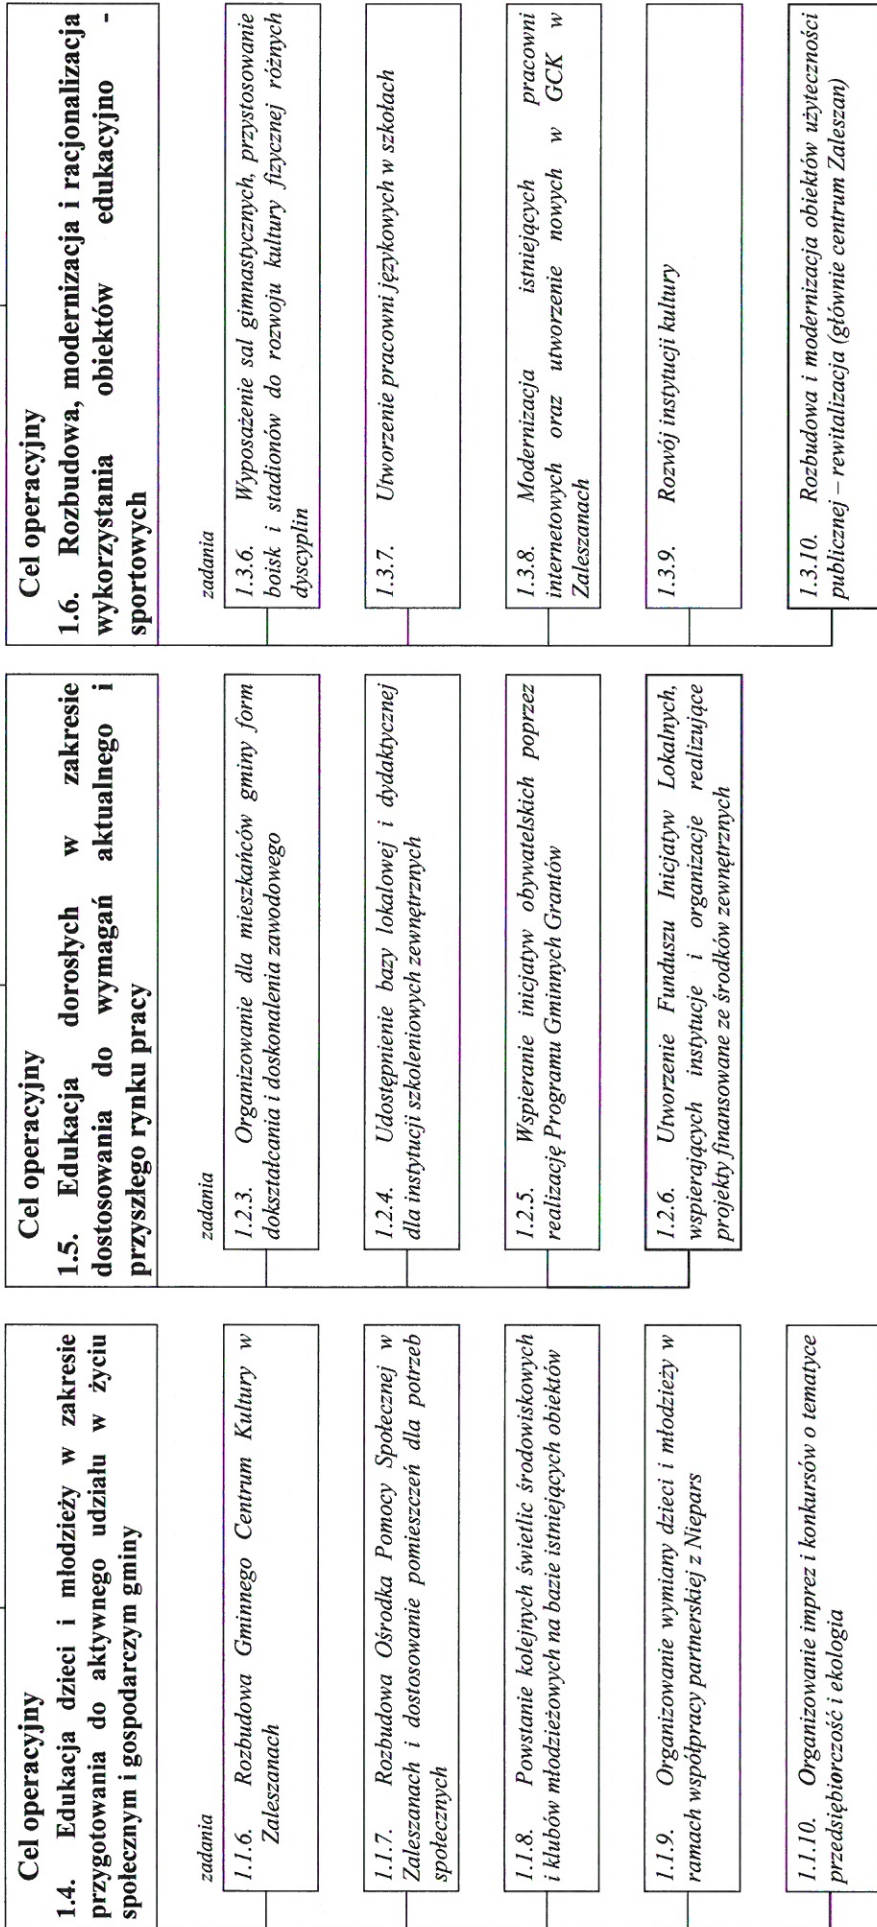 Cel operacyjny
1.4. Edukacja dzieci i młodzieży w zakresie
przygotowania do aktywnego udziału w życiu
społecznym i gospodarczym gminy
zadania
1.1.6. Rozbudowa Gminnego Centrum Kultury w
Zaleszanach
1.1.7. Rozbudowa Ośrodka Pomocy Społecznej w
Zaleszanach i dostosowanie pomieszczeń dla potrzeb
społecznych
1.1.8. Powstanie kolejnych świetlic środowiskowych
i klubów młodzieżowych na bazie istniejących obiektów
1.1.9. Organizowanie wymiany dzieci i młodzieży w
ramach współpracy partnerskiej z Niepars
1.1.10. Organizowanie imprez i konkursów o tematyce
przedsiębiorczość i ekologia
Cel operacyjny
1.5. Edukacja dorosłych w zakresie
dostosowania do wymagań aktualnego i
przyszłego rynku pracy
zadania
1.2.3. Organizowanie dla mieszkańców gminy form
dokształcania i doskonalenia zawodowego
1.2.4. Udostępnienie bazy lokalowej i dydaktycznej
dla instytucji szkoleniowych zewnętrznych
1.2.5. Wspieranie inicjatyw obywatelskich poprzez
realizację Programu Gminnych Grantów
1.2.6. Utworzenie Funduszu Inicjatyw Lokalnych,
wspierających instytucje i organizacje realizujące
projekty finansowane ze środków zewnętrznych
Cel operacyjny
1.6. Rozbudowa, modernizacja i racjonalizacja
wykorzystania obiektów edukacyjno -
sportowych
zadania
1.3.6. Wyposażenie sal gimnastycznych, przystosowanie
boisk i stadionów do rozwoju kultury fizycznej różnych
dyscyplin
1.3.7. Utworzenie pracowni językowych w szkołach
1.3.8. Modernizacja istniejących pracowni
internetowych oraz utworzenie nowych w GCK w
Zaleszanach
1.3.9. Rozwój instytucji kultury
1.3.10. Rozbudowa i modernizacja obiektów użyteczności
publicznej – rewitalizacja (głównie centrum Zaleszan)